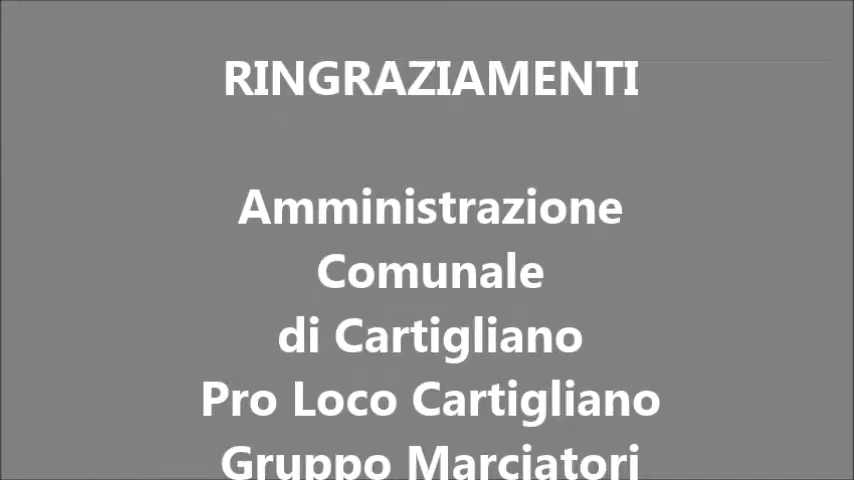 RINGRAZIAMENTI
Amministrazione
Comunale
di Cartigliano
Pro Loco Cartigliano
Gruppo Marciatori